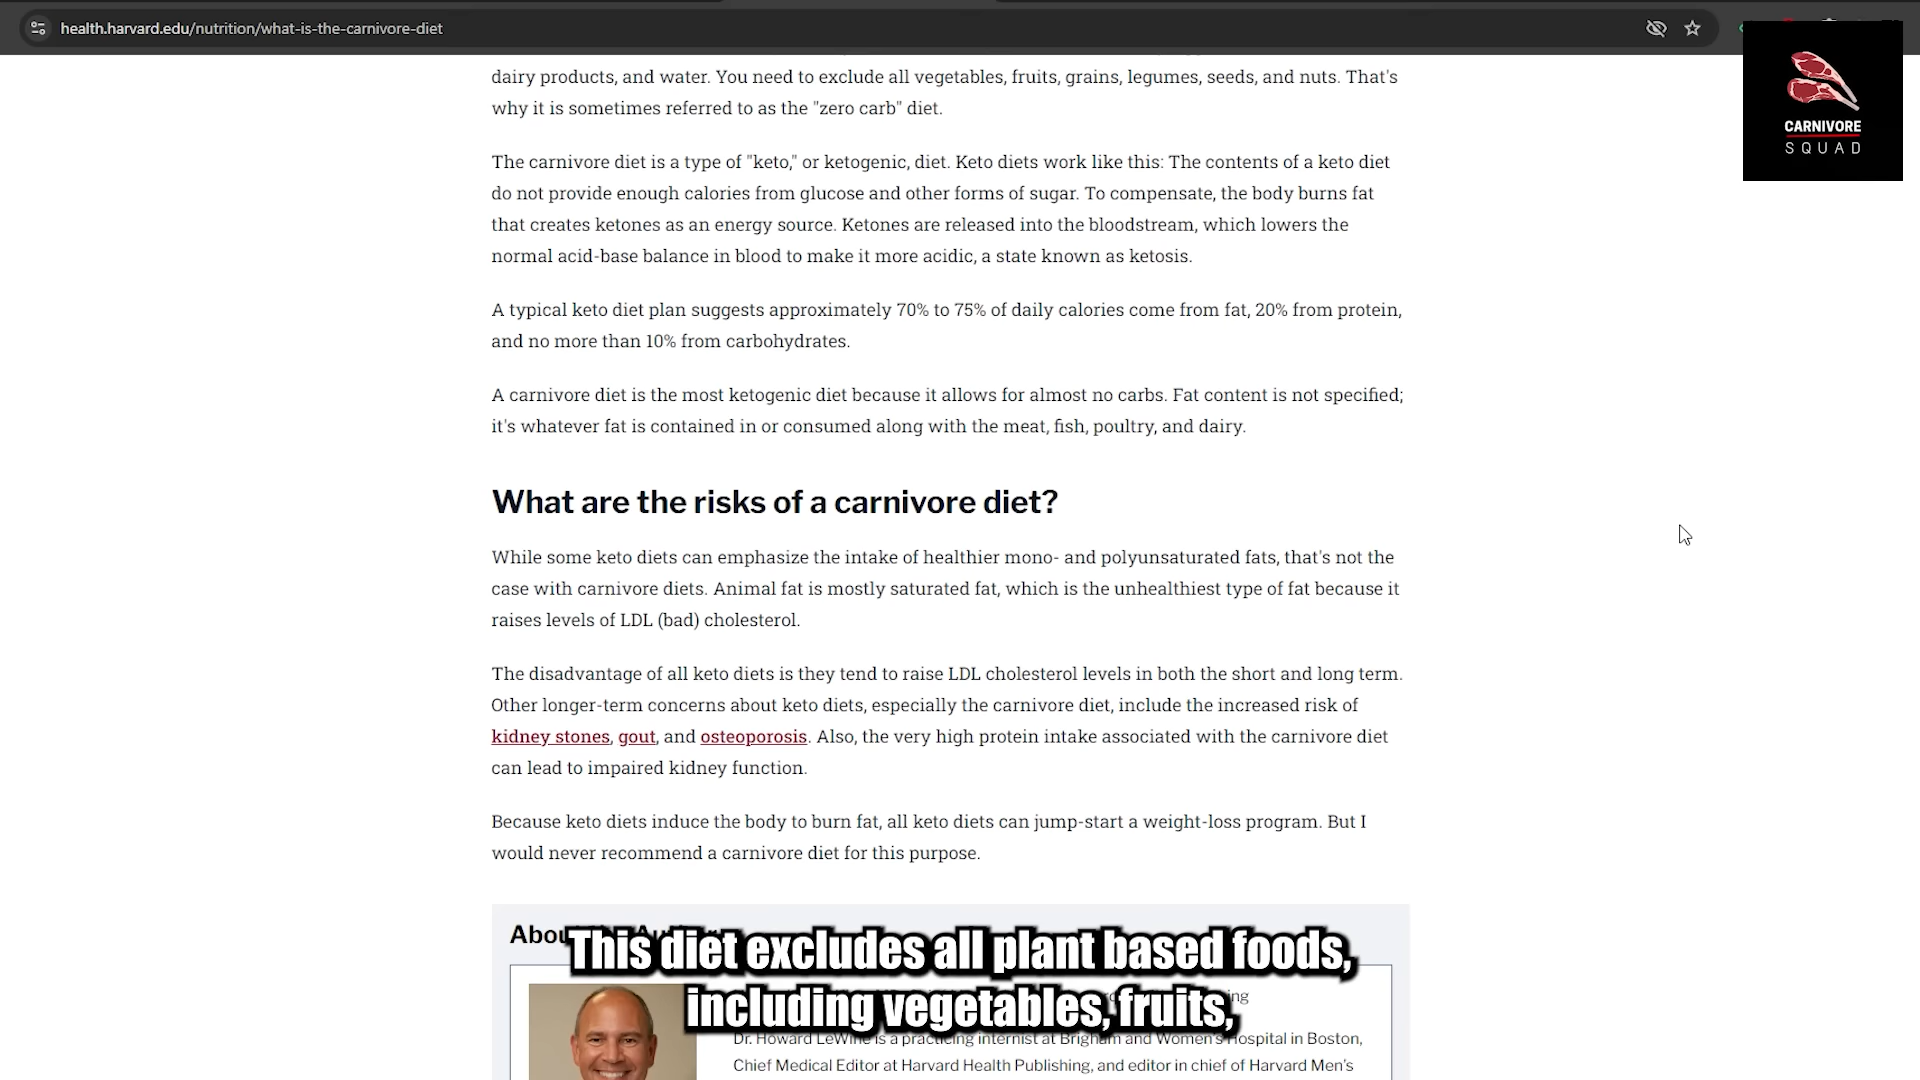 health.harvard.edu/nutrition/what-is-the-carnivore-diet
CARNIVORE
SQUAD
dairy products, and water. You need to exclude all vegetables, fruits, grains, legumes, seeds, and nuts. That's
why it is sometimes referred to as the "zero carb" diet.
The carnivore diet is a type of "keto," or ketogenic, diet. Keto diets work like this: The contents of a keto diet
do not provide enough calories from glucose and other forms of sugar. To compensate, the body burns fat
that creates ketones as an energy source. Ketones are released into the bloodstream, which lowers the
normal acid-base balance in blood to make it more acidic, a state known as ketosis.
A typical keto diet plan suggests approximately 70% to 75% of daily calories come from fat, 20% from protein,
and no more than 10% from carbohydrates.
A carnivore diet is the most ketogenic diet because it allows for almost no carbs. Fat content is not specified;
it's whatever fat is contained in or consumed along with the meat, fish, poultry, and dairy.
What are the risks of a carnivore diet?
While some keto diets can emphasize the intake of healthier mono- and polyunsaturated fats, that's not the
case with carnivore diets. Animal fat is mostly saturated fat, which is the unhealthiest type of fat because it
raises levels of LDL (bad) cholesterol.
The disadvantage of all keto diets is they tend to raise LDL cholesterol levels in both the short and long term.
Other longer-term concerns about keto diets, especially the carnivore diet, include the increased risk of
kidney stones, gout, and osteoporosis. Also, the very high protein intake associated with the carnivore diet
can lead to impaired kidney function.
Because keto diets induce the body to burn fat, all keto diets can jump-start a weight-loss program. But I
would never recommend a carnivore diet for this purpose.
This diet excludes all plant based foods,
including vegetables, fruits,
Dr. Howard LeWine is a practicing internist at Brigham and Women's Hospital in Boston,
Chief Medical Editor at Harvard Health Publishing, and editor in chief of Harvard Men's